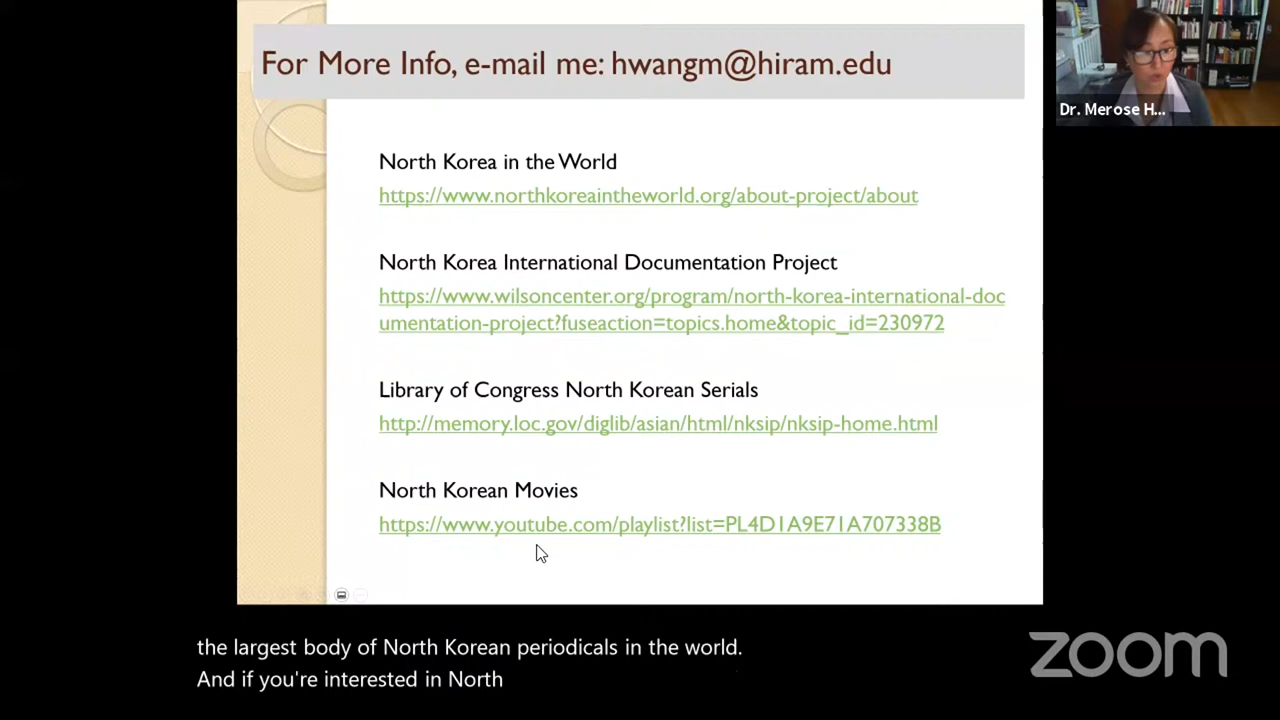 For More Info, e-mail me: hwangm@hiram.edu
Dr. Merose H...
North Korea in the World
https://www.northkoreaintheworld.org/about-project/about
North Korea International Documentation Project
https://www.wilsoncenter.org/program/north-korea-international-doc
umentation-project?fuseaction=topics.home&topic_id=230972
Library of Congress North Korean Serials
http://memory.loc.gov/diglib/asian/html/nksip/nksip-home.html
North Korean Movies
https://www.youtube.com/playlist?list=PL4D1A9E71A707338B
the largest body of North Korean periodicals in the world.
And if you're interested in North
zoom